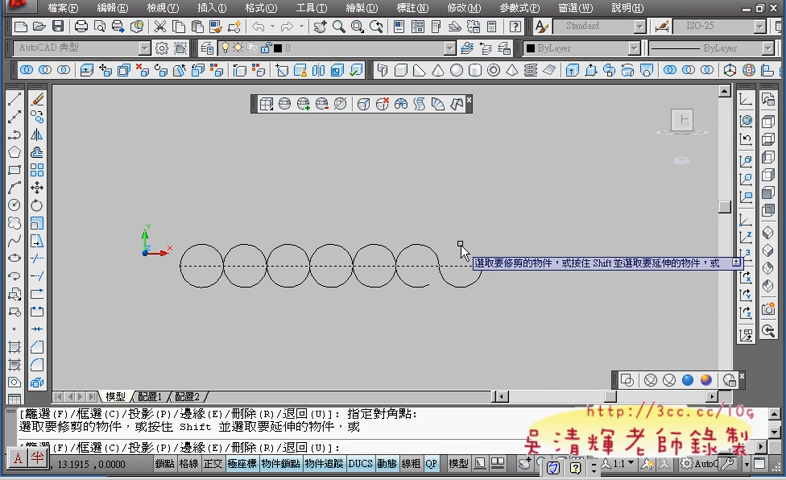 檔案(F) 編輯(E) 檢視(V) 插入(I) 格式(O) 工具(T) 繪製(D) 標註(N) 修改(M) 參數(P) 視窗(W) 說明(H)
Standard ISO-25
AutoCAD 典型 0 ByLayer ByLayer
Y
X
選取要修剪的物件，或按住 Shift 並選取要延伸的物件，或
模型 配置1 配置2
[籬選(F)/框選(C)/投影(P)/邊緣(E)/刪除(R)/退回(U)]: 指定對角點:
選取要修剪的物件，或按住 Shift 並選取要延伸的物件，或
[籬選(F)/框選(C)/投影(P)/邊緣(E)/刪除(R)/退回(U)]:
http://3cc.cc/10g
吳清輝老師錄製
A 半 13.1915, 0.0000 鎖點 格線 正交 極座標 物件鎖點 物件追蹤 DUCS 動態 線粗 QP 模型 1:1 AutoC